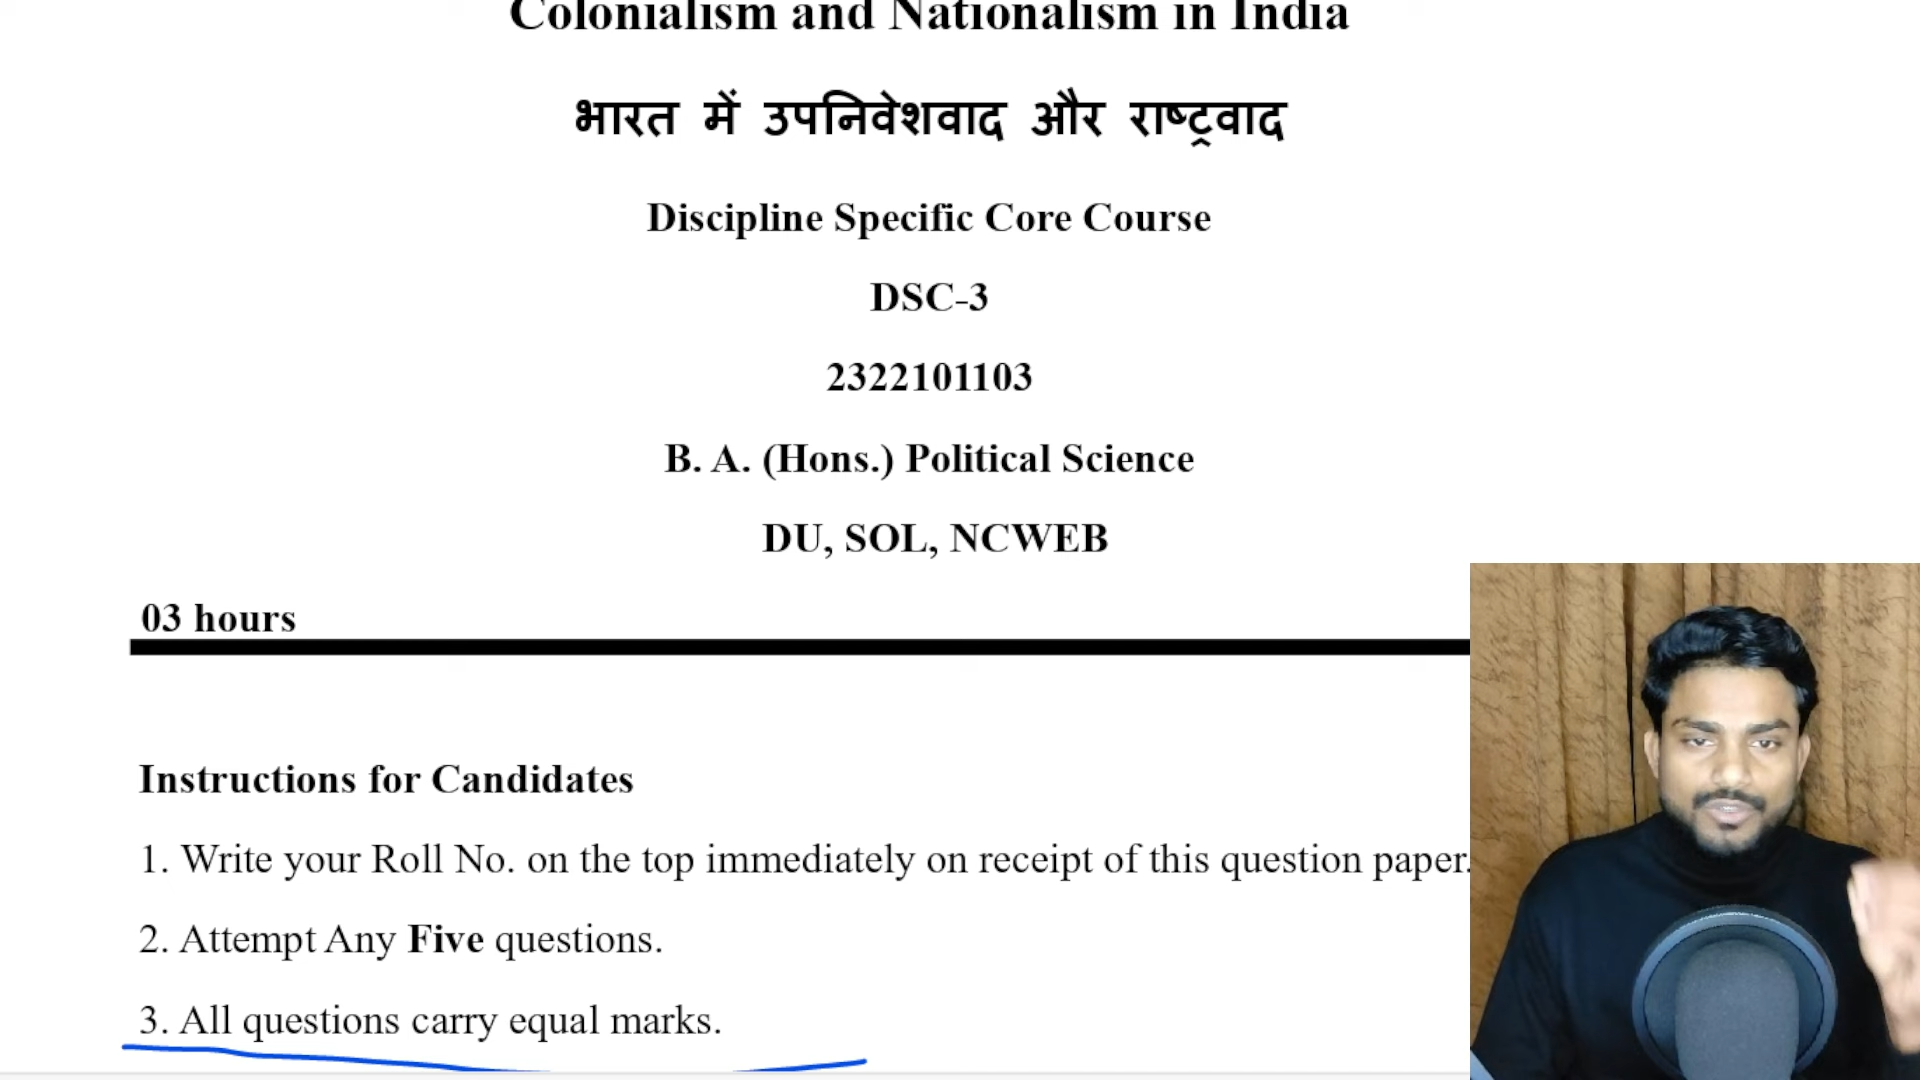 Colonialism and Nationalism in India
भारत में उपनिवेशवाद और राष्ट्रवाद
Discipline Specific Core Course
DSC-3
2322101103
B. A. (Hons.) Political Science
DU, SOL, NCWEB
03 hours
Instructions for Candidates
1. Write your Roll No. on the top immediately on receipt of this question paper.
2. Attempt Any Five questions.
3. All questions carry equal marks.